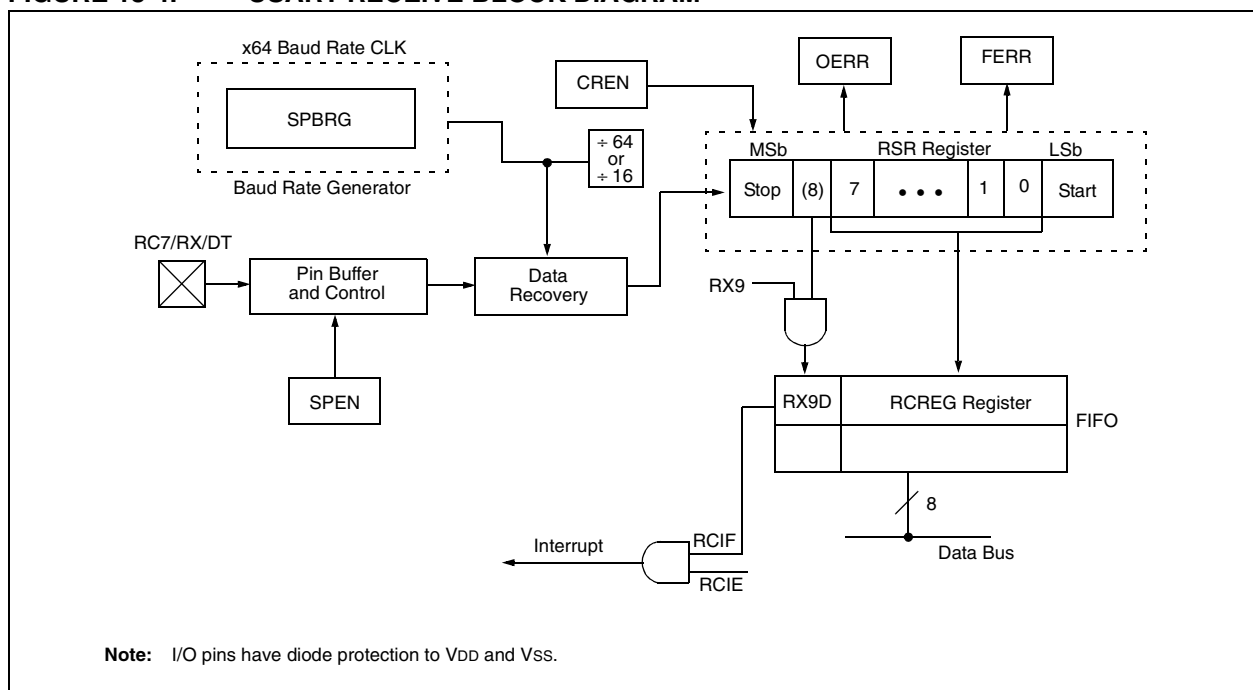 x64 Baud Rate CLK
SPBRG
Baud Rate Generator
CREN
OERR
FERR
÷ 64
or
÷ 16
MSb
RSR Register
LSb
Stop
(8)
7
• • •
1
0
Start
RC7/RX/DT
Pin Buffer
and Control
Data
Recovery
SPEN
RX9
RX9D
RCREG Register
FIFO
8
Data Bus
Interrupt
RCIF
RCIE
Note: I/O pins have diode protection to VDD and VSS.